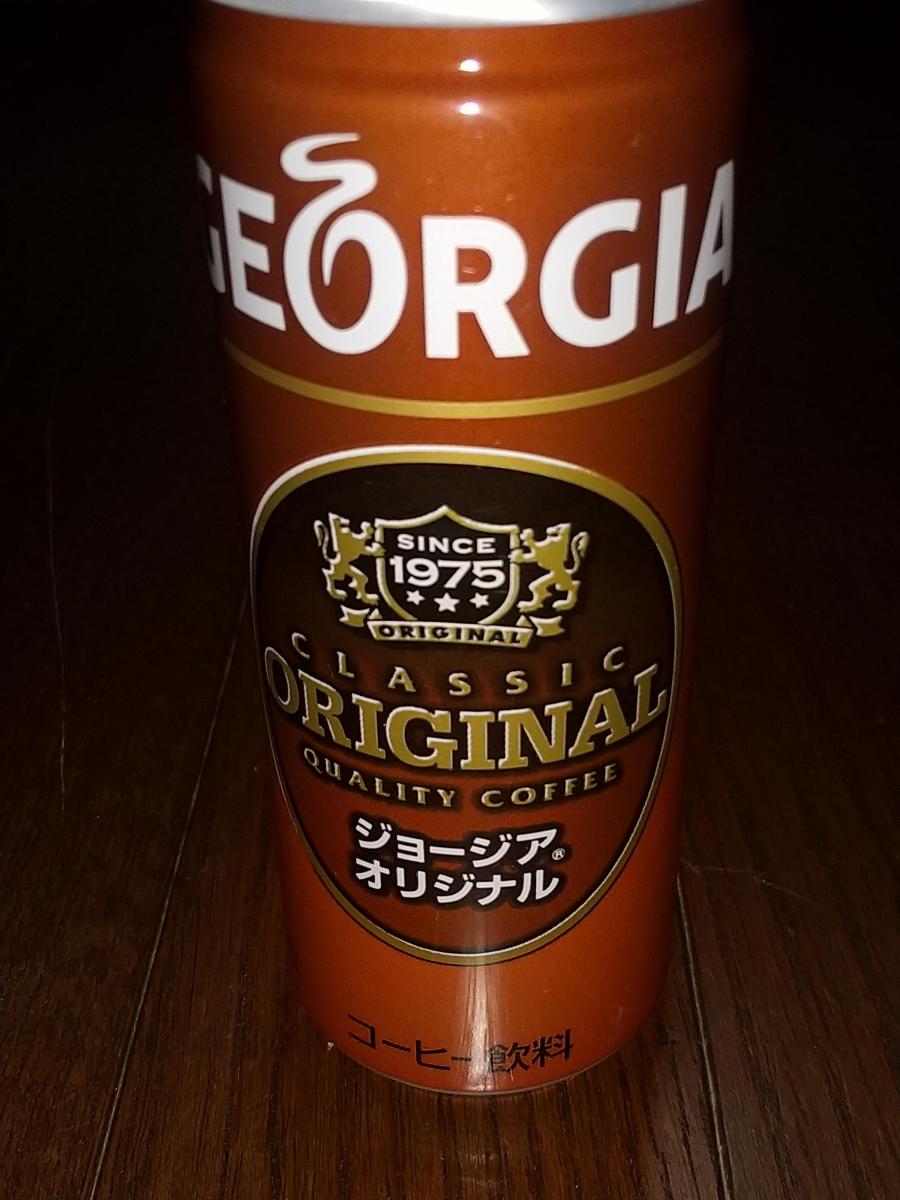 GEORGIA
SINCE
1975
ORIGINAL
CLASSIC
ORIGINAL
QUALITY COFFEE
ジョージア®
オリジナル
コーヒー飲料